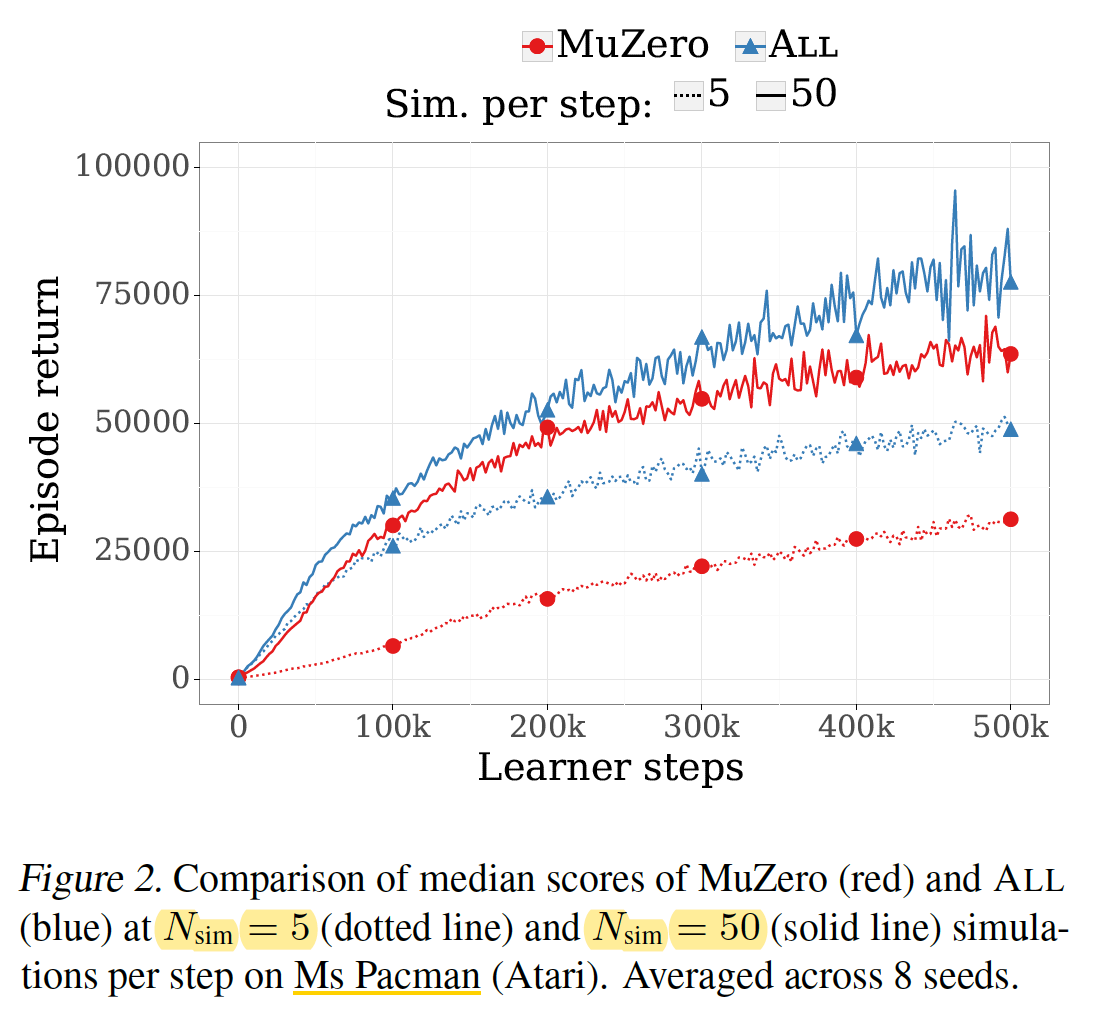 MuZero ALL
Sim. per step: 5 50
100000
75000
50000
25000
0
Episode return
0 100k 200k 300k 400k 500k
Learner steps
Figure 2. Comparison of median scores of MuZero (red) and ALL
(blue) at Nsim = 5 (dotted line) and Nsim = 50 (solid line) simula-
tions per step on Ms Pacman (Atari). Averaged across 8 seeds.